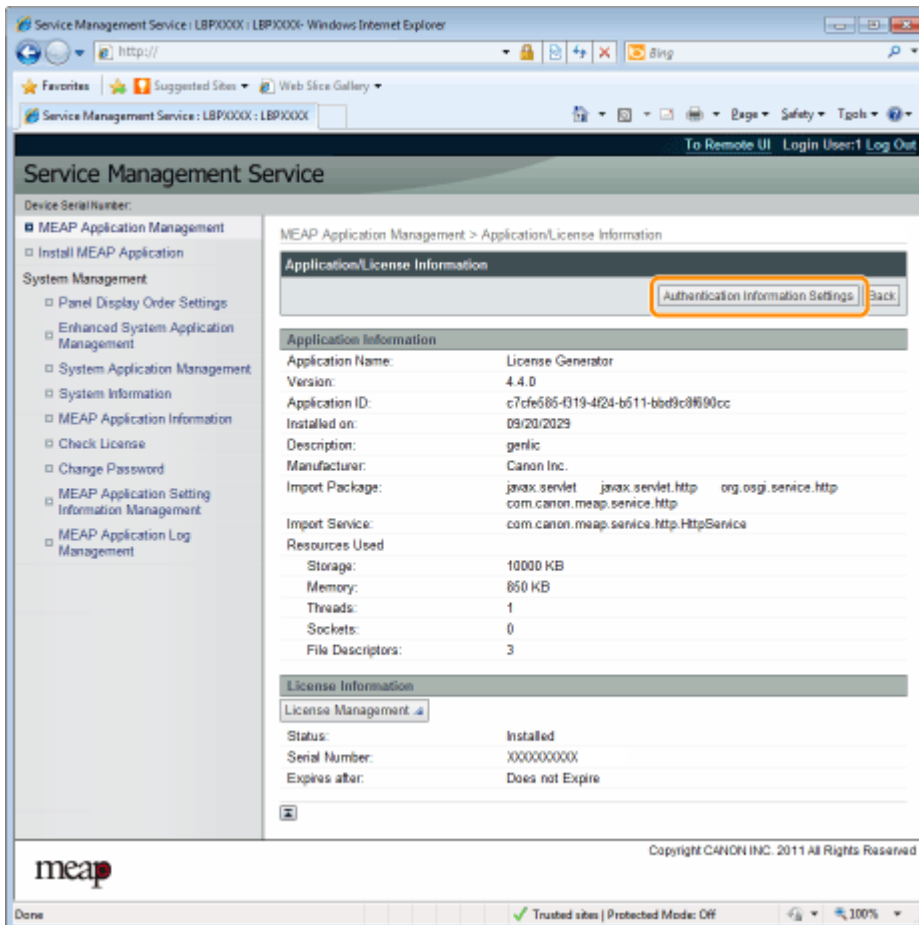 Service Management Service : LBPXXXX : LBPXXXX- Windows Internet Explorer
http://
Bing
Favorites Suggested Sites Web Slice Gallery
Service Management Service : LBPXXXX : LBPXXXX
Page Safety Tools
To Remote UI Login User:1 Log Out
Service Management Service
Device Serial Number:
MEAP Application Management
Install MEAP Application
System Management
Panel Display Order Settings
Enhanced System Application
Management
System Application Management
System Information
MEAP Application Information
Check License
Change Password
MEAP Application Setting
Information Management
MEAP Application Log
Management
MEAP Application Management > Application/License Information
Application/License Information
Authentication Information Settings Back
Application Information
Application Name: License Generator
Version: 4.4.0
Application ID: c7cfe585-f319-4f24-b511-bbd9c8f690cc
Installed on: 09/20/2029
Description: genlic
Manufacturer: Canon Inc.
Import Package: javax.servlet javax.servlet.http org.osgi.service.http
com.canon.meap.service.http
Import Service: com.canon.meap.service.http.HttpService
Resources Used
Storage: 10000 KB
Memory: 850 KB
Threads: 1
Sockets: 0
File Descriptors: 3
License Information
License Management
Status: Installed
Serial Number: XXXXXXXXXX
Expires after: Does not Expire
Copyright CANON INC. 2011 All Rights Reserved
meap
Done Trusted sites | Protected Mode: Off 100%